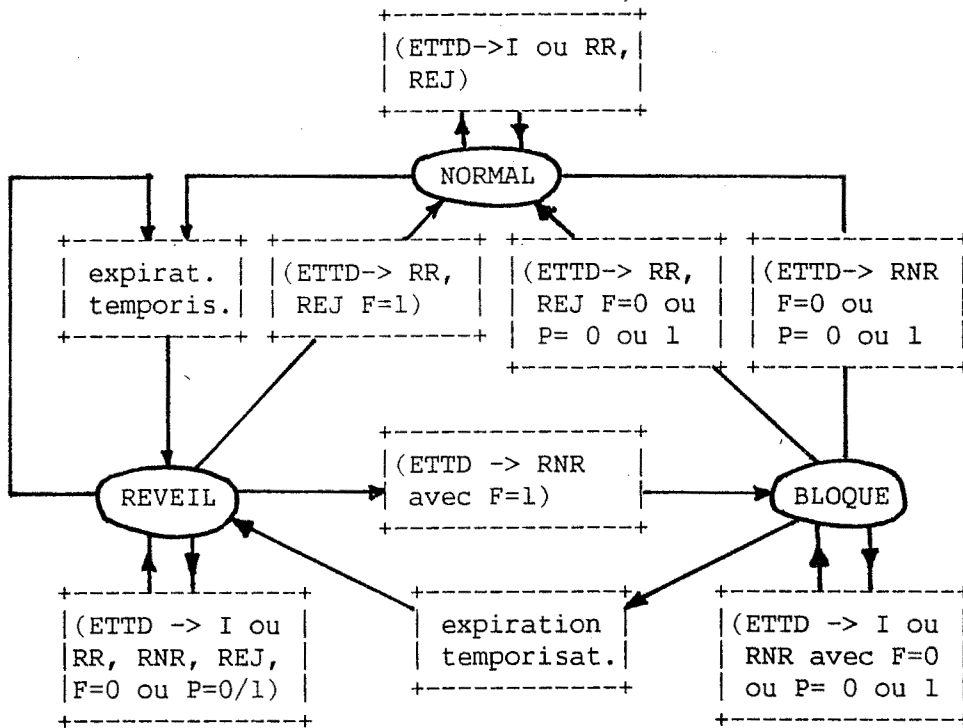 (ETTD->I ou RR,
REJ)
NORMAL
expirat.
temporis.
(ETTD-> RR,
REJ F=1)
(ETTD-> RR,
REJ F=0 ou
P= 0 ou 1
(ETTD-> RNR
F=0 ou
P= 0 ou 1
REVEIL
(ETTD -> RNR
avec F=1)
BLOQUE
(ETTD -> I ou
RR, RNR, REJ,
F=0 ou P=0/1)
expiration
temporisat.
(ETTD -> I ou
RNR avec F=0
ou P= 0 ou 1